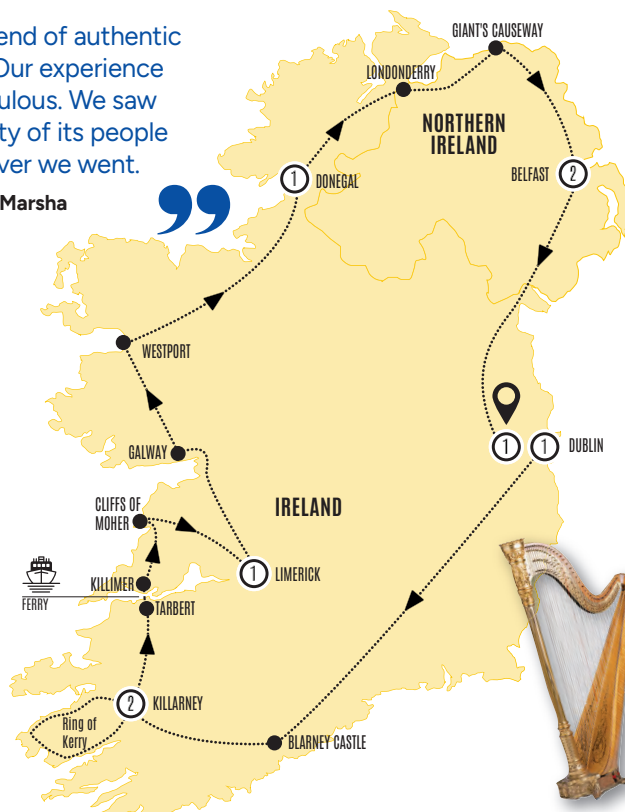 end of authentic
Our experience
ulous. We saw
ty of its people
ver we went.
Marsha
”
GIANT'S CAUSEWAY
LONDONDERRY
NORTHERN
IRELAND
1 DONEGAL
BELFAST 2
WESTPORT
GALWAY
1 1 DUBLIN
CLIFFS OF
MOHER
IRELAND
1 LIMERICK
KILLIMER
FERRY
TARBERT
2 KILLARNEY
Ring of
Kerry
BLARNEY CASTLE